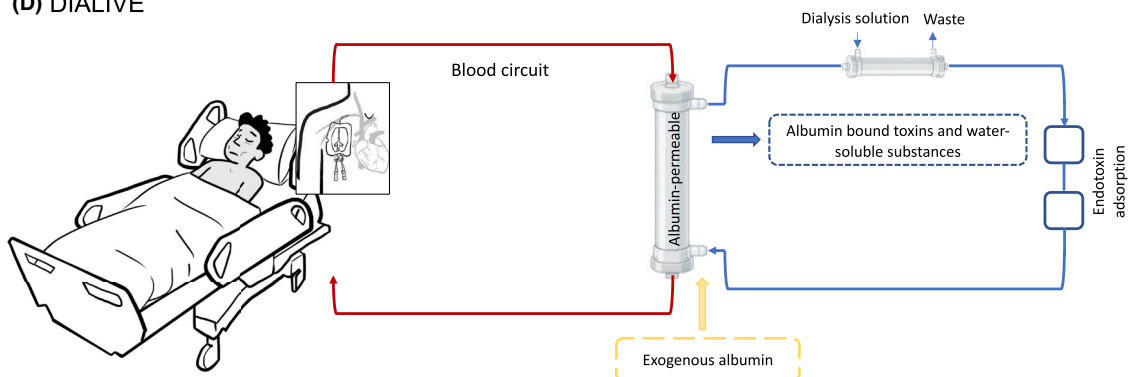 (D) DIALIVE
Dialysis solution Waste
Blood circuit
Albumin-permeable
Albumin bound toxins and water-
soluble substances
Endotoxin
adsorption
Exogenous albumin